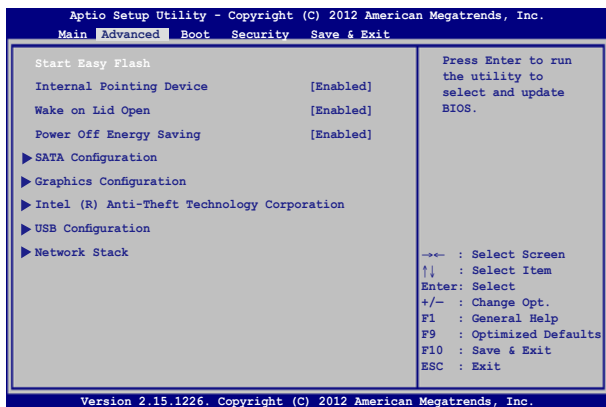 Aptio Setup Utility - Copyright (C) 2012 American Megatrends, Inc.
Main Advanced Boot Security Save & Exit
Start Easy Flash
Internal Pointing Device [Enabled]
Wake on Lid Open [Enabled]
Power Off Energy Saving [Enabled]
SATA Configuration
Graphics Configuration
Intel (R) Anti-Theft Technology Corporation
USB Configuration
Network Stack
Press Enter to run
the utility to
select and update
BIOS.
→← : Select Screen
↑↓ : Select Item
Enter: Select
+/— : Change Opt.
F1 : General Help
F9 : Optimized Defaults
F10 : Save & Exit
ESC : Exit
Version 2.15.1226. Copyright (C) 2012 American Megatrends, Inc.